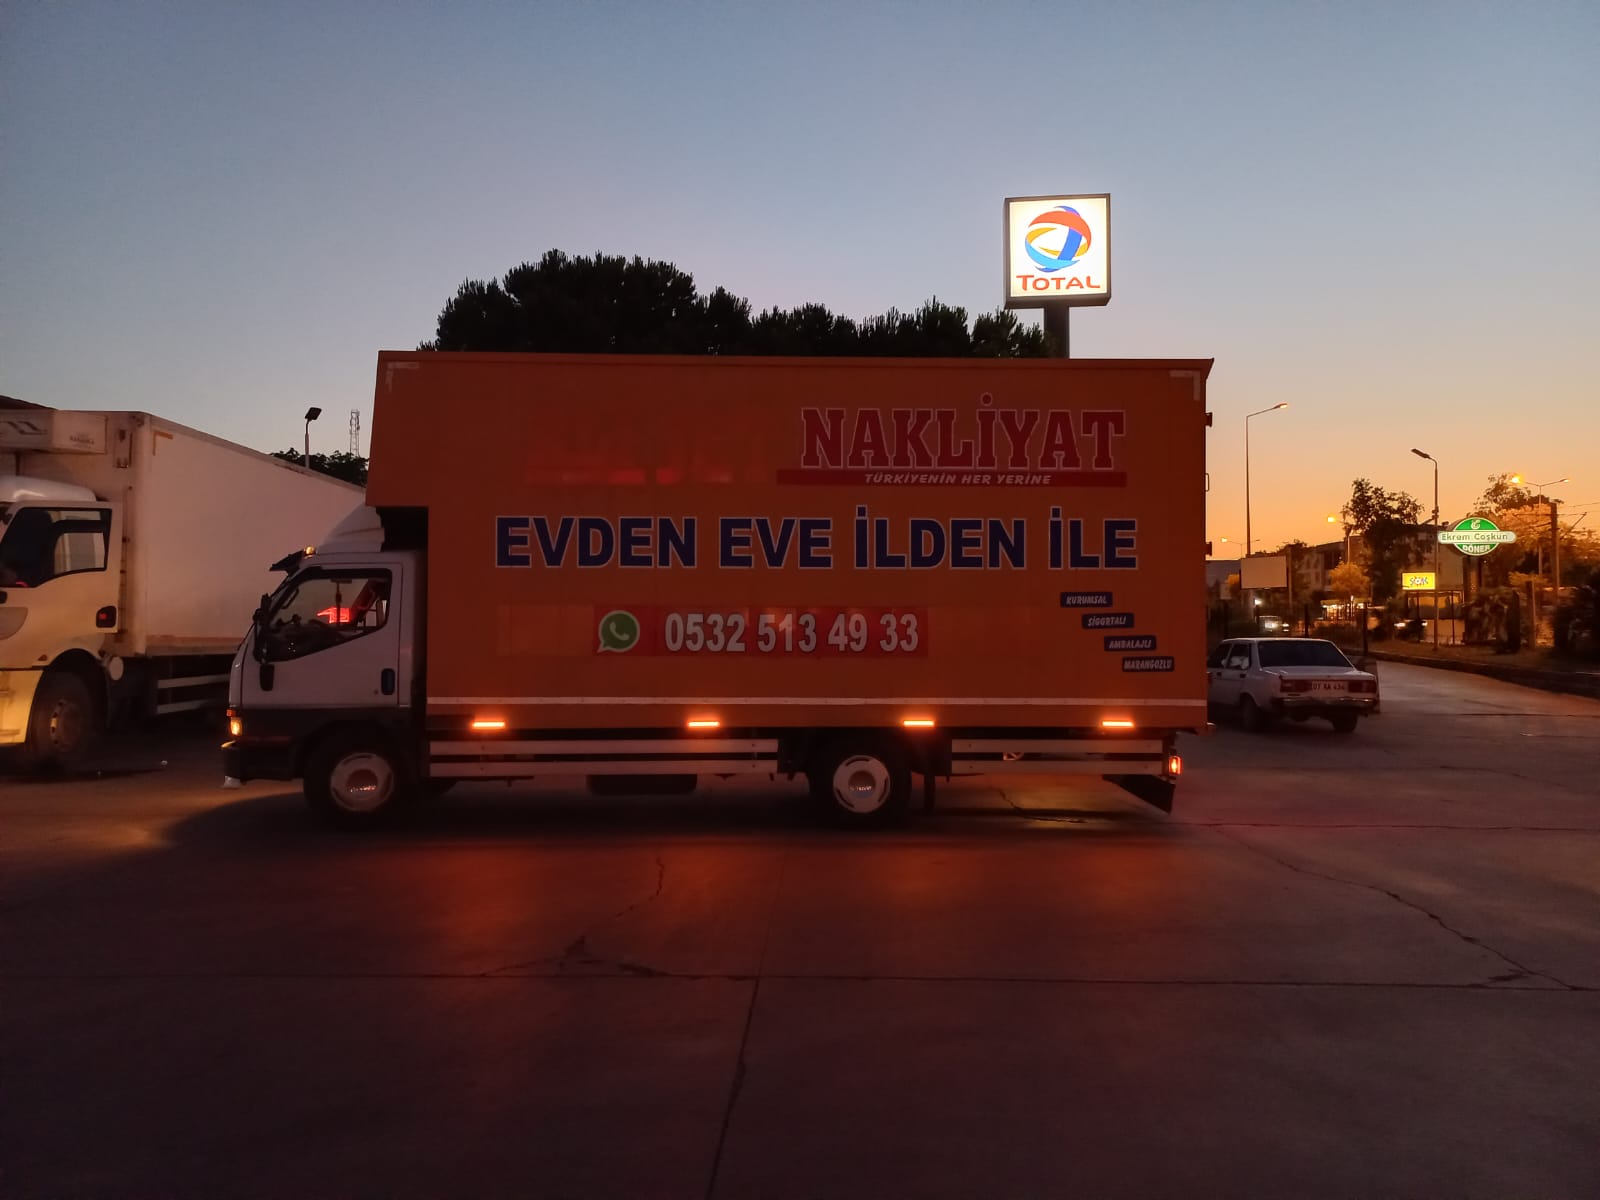 TOTAL
NAKLİYAT
TÜRKİYENİN HER YERİNE
EVDEN EVE İLDEN İLE
KURUMSAL
SİGORTALI
AMBALAJLI
MARANGOZLU
0532 513 49 33
Ekrem Coşkun
DÖNER
ŞOK